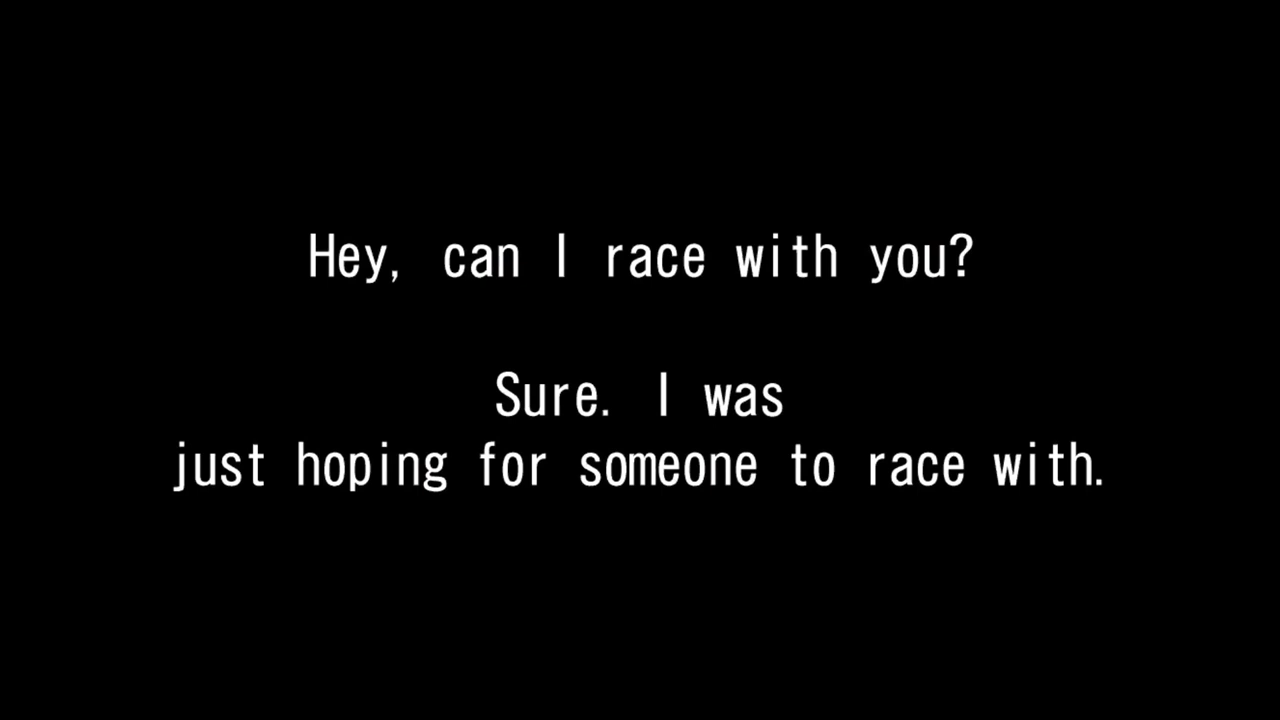 Hey, can I race with you?
Sure. I was
just hoping for someone to race with.